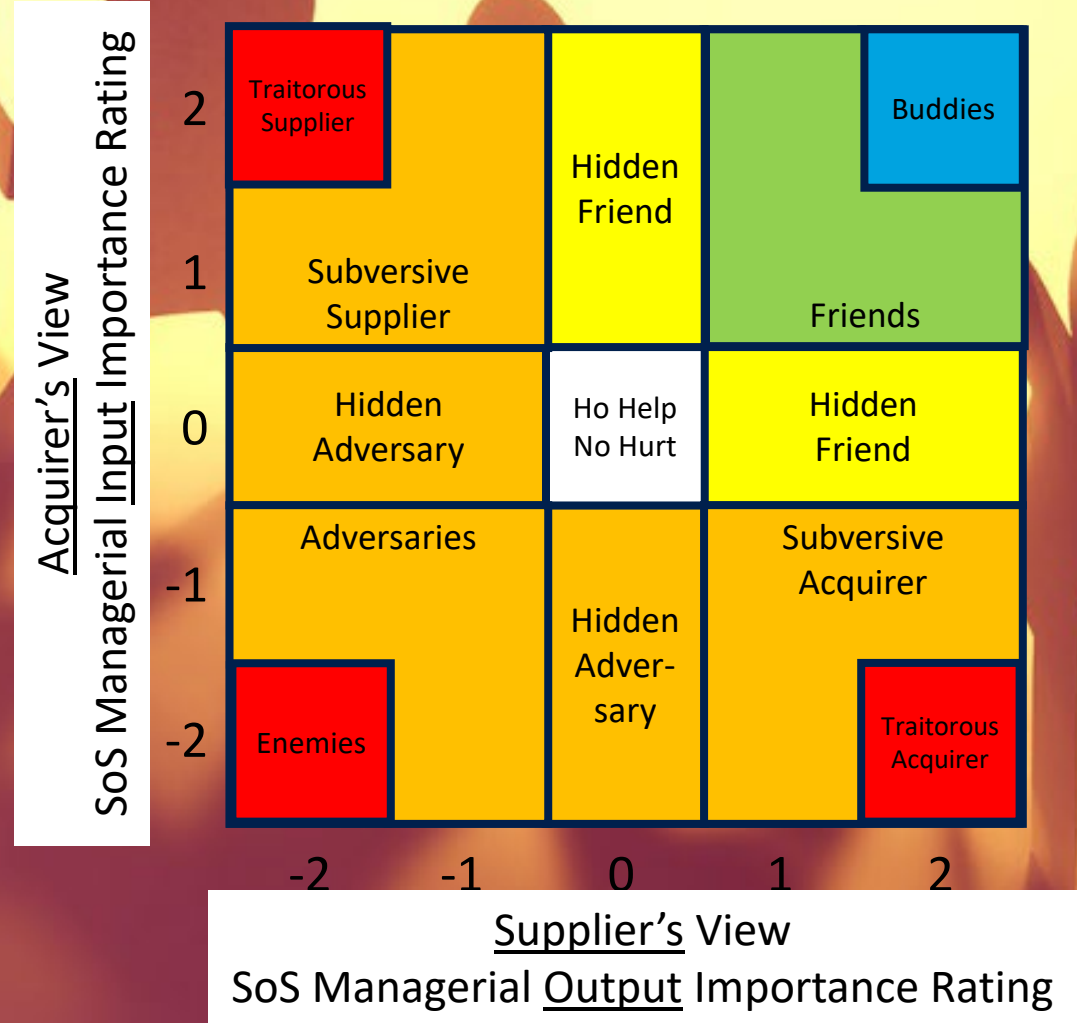 Acquirer's View
SoS Managerial Input Importance Rating
2
1
0
-1
-2
Traitorous
Supplier
Subversive
Supplier
Hidden
Friend
Friends
Buddies
Hidden
Adversary
Ho Help
No Hurt
Hidden
Friend
Adversaries
Enemies
Hidden
Adver-
sary
Subversive
Acquirer
Traitorous
Acquirer
-2 -1 0 1 2
Supplier's View
SoS Managerial Output Importance Rating